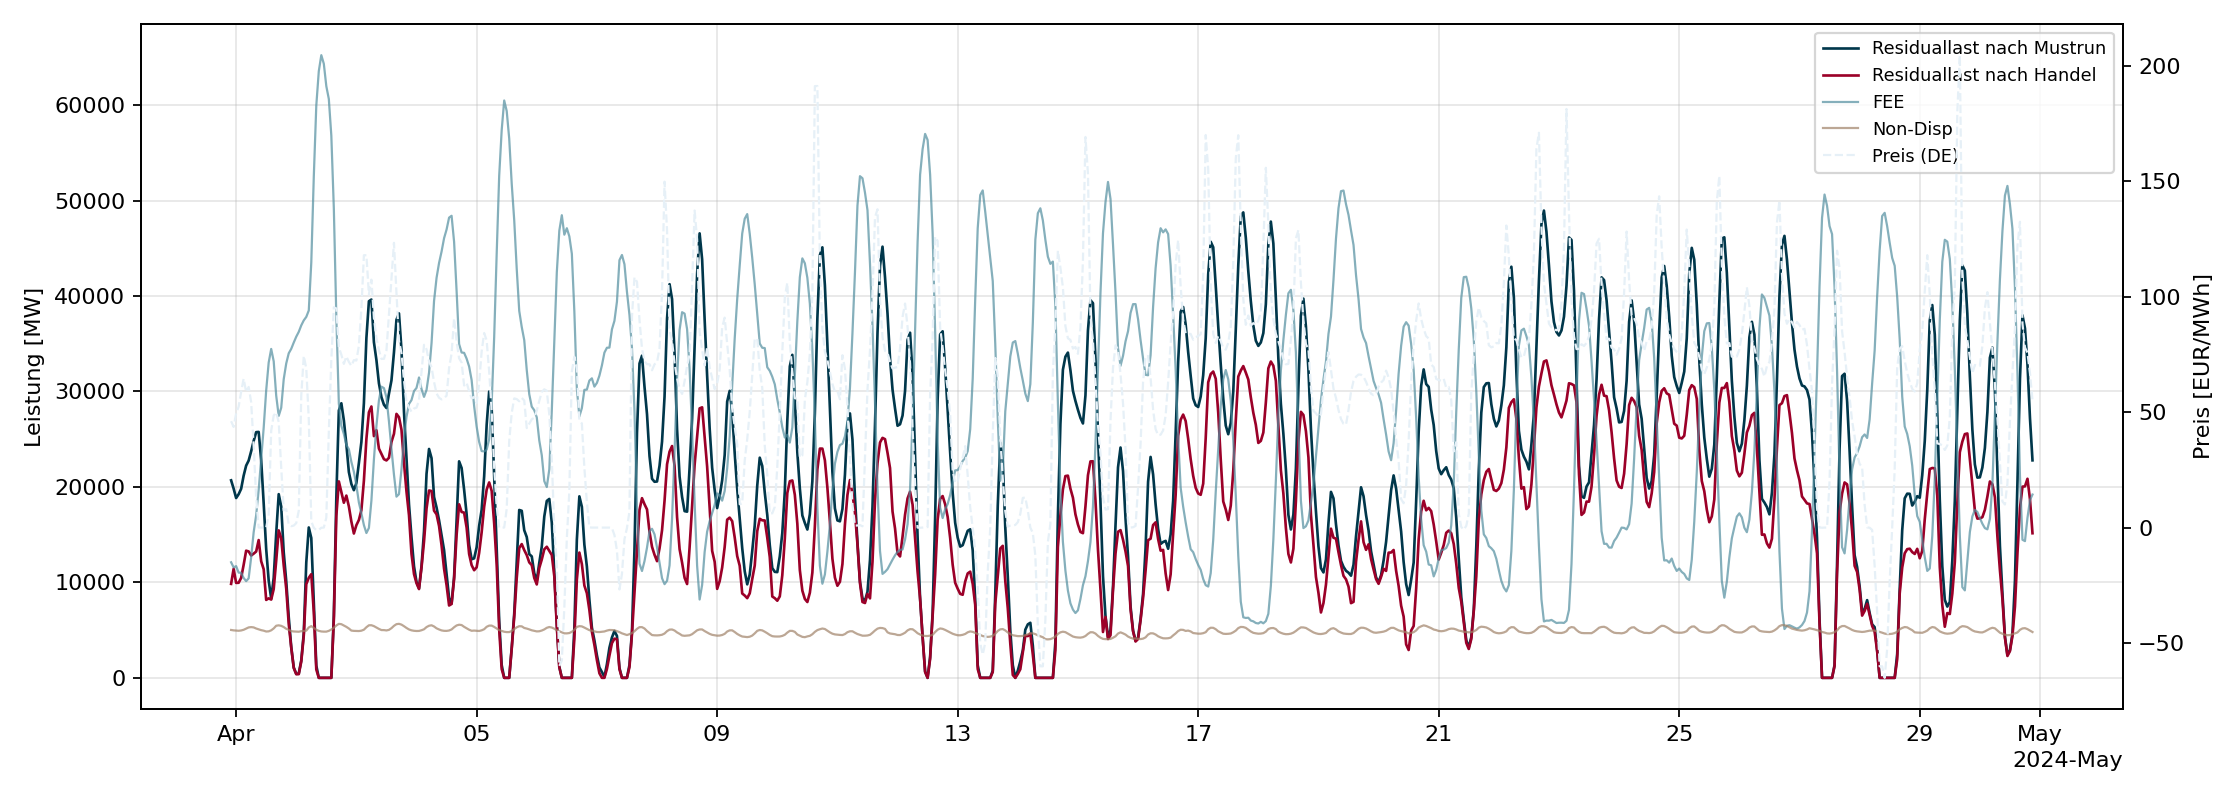 Residuallast nach Mustrun
Residuallast nach Handel
FEE
Non-Disp
Preis (DE)
Leistung [MW]
60000
50000
40000
30000
20000
10000
0
Preis [EUR/MWh]
200
150
100
50
0
−50
Apr
05
09
13
17
21
25
29
May
2024-May